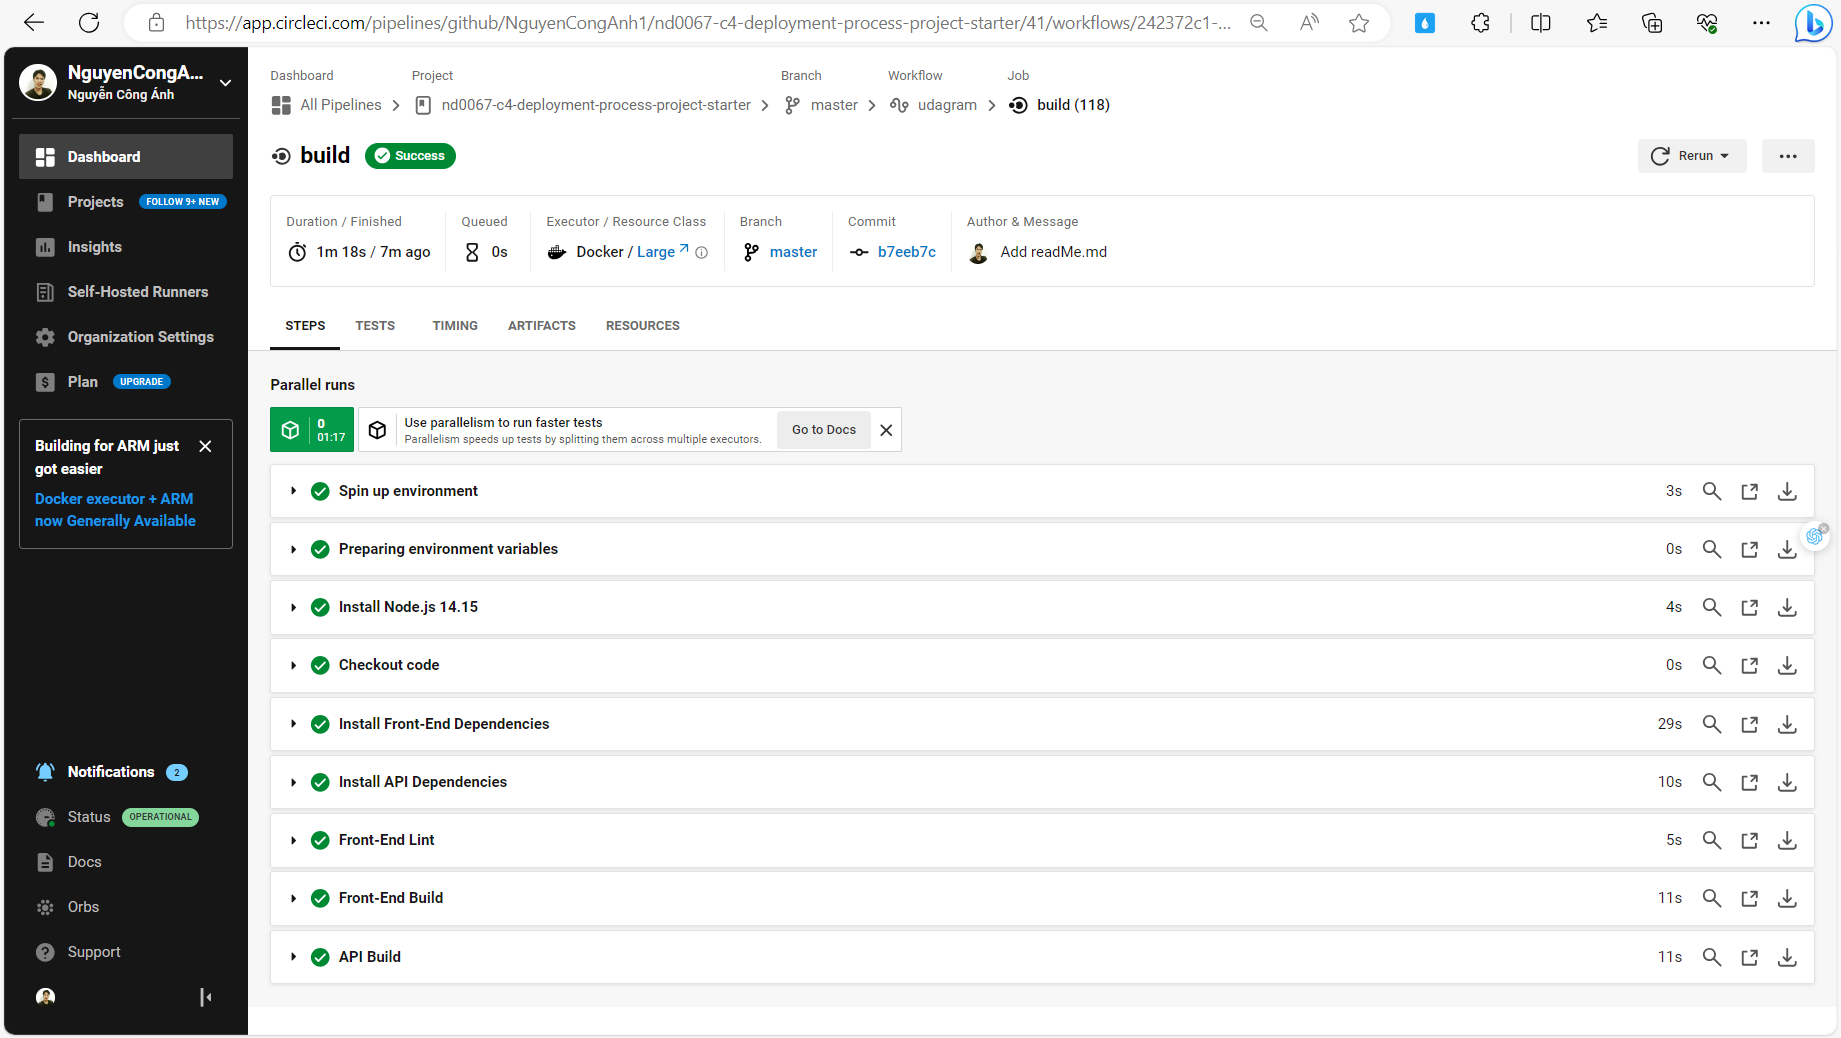 https://app.circleci.com/pipelines/github/NguyenCongAnh1/nd0067-c4-deployment-process-project-starter/41/workflows/242372c1-...
NguyenCongA...
Nguyễn Công Ánh
Dashboard
Projects
FOLLOW 9+ NEW
Insights
Self-Hosted Runners
Organization Settings
Plan
UPGRADE
Building for ARM just
got easier
Docker executor + ARM
now Generally Available
Notifications
2
Status
OPERATIONAL
Docs
Orbs
Support
Dashboard
Project
Branch
Workflow
Job
All Pipelines
nd0067-c4-deployment-process-project-starter
master
udagram
build (118)
build
Success
Rerun
Duration / Finished
1m 18s / 7m ago
Queued
0s
Executor / Resource Class
Docker / Large
Branch
master
Commit
b7eeb7c
Author & Message
Add readMe.md
STEPS
TESTS
TIMING
ARTIFACTS
RESOURCES
Parallel runs
0
01:17
Use parallelism to run faster tests
Parallelism speeds up tests by splitting them across multiple executors.
Go to Docs
Spin up environment
3s
Preparing environment variables
0s
Install Node.js 14.15
4s
Checkout code
0s
Install Front-End Dependencies
29s
Install API Dependencies
10s
Front-End Lint
5s
Front-End Build
11s
API Build
11s